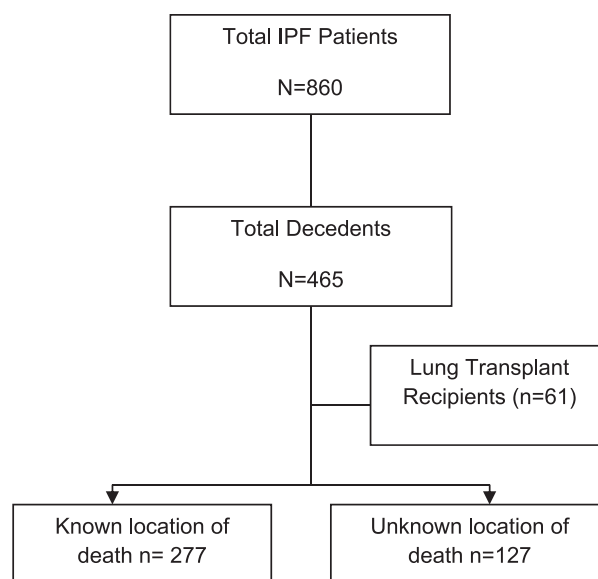 Total IPF Patients
N=860
Total Decedents
N=465
Lung Transplant
Recipients (n=61)
Known location of
death n= 277
Unknown location of
death n=127